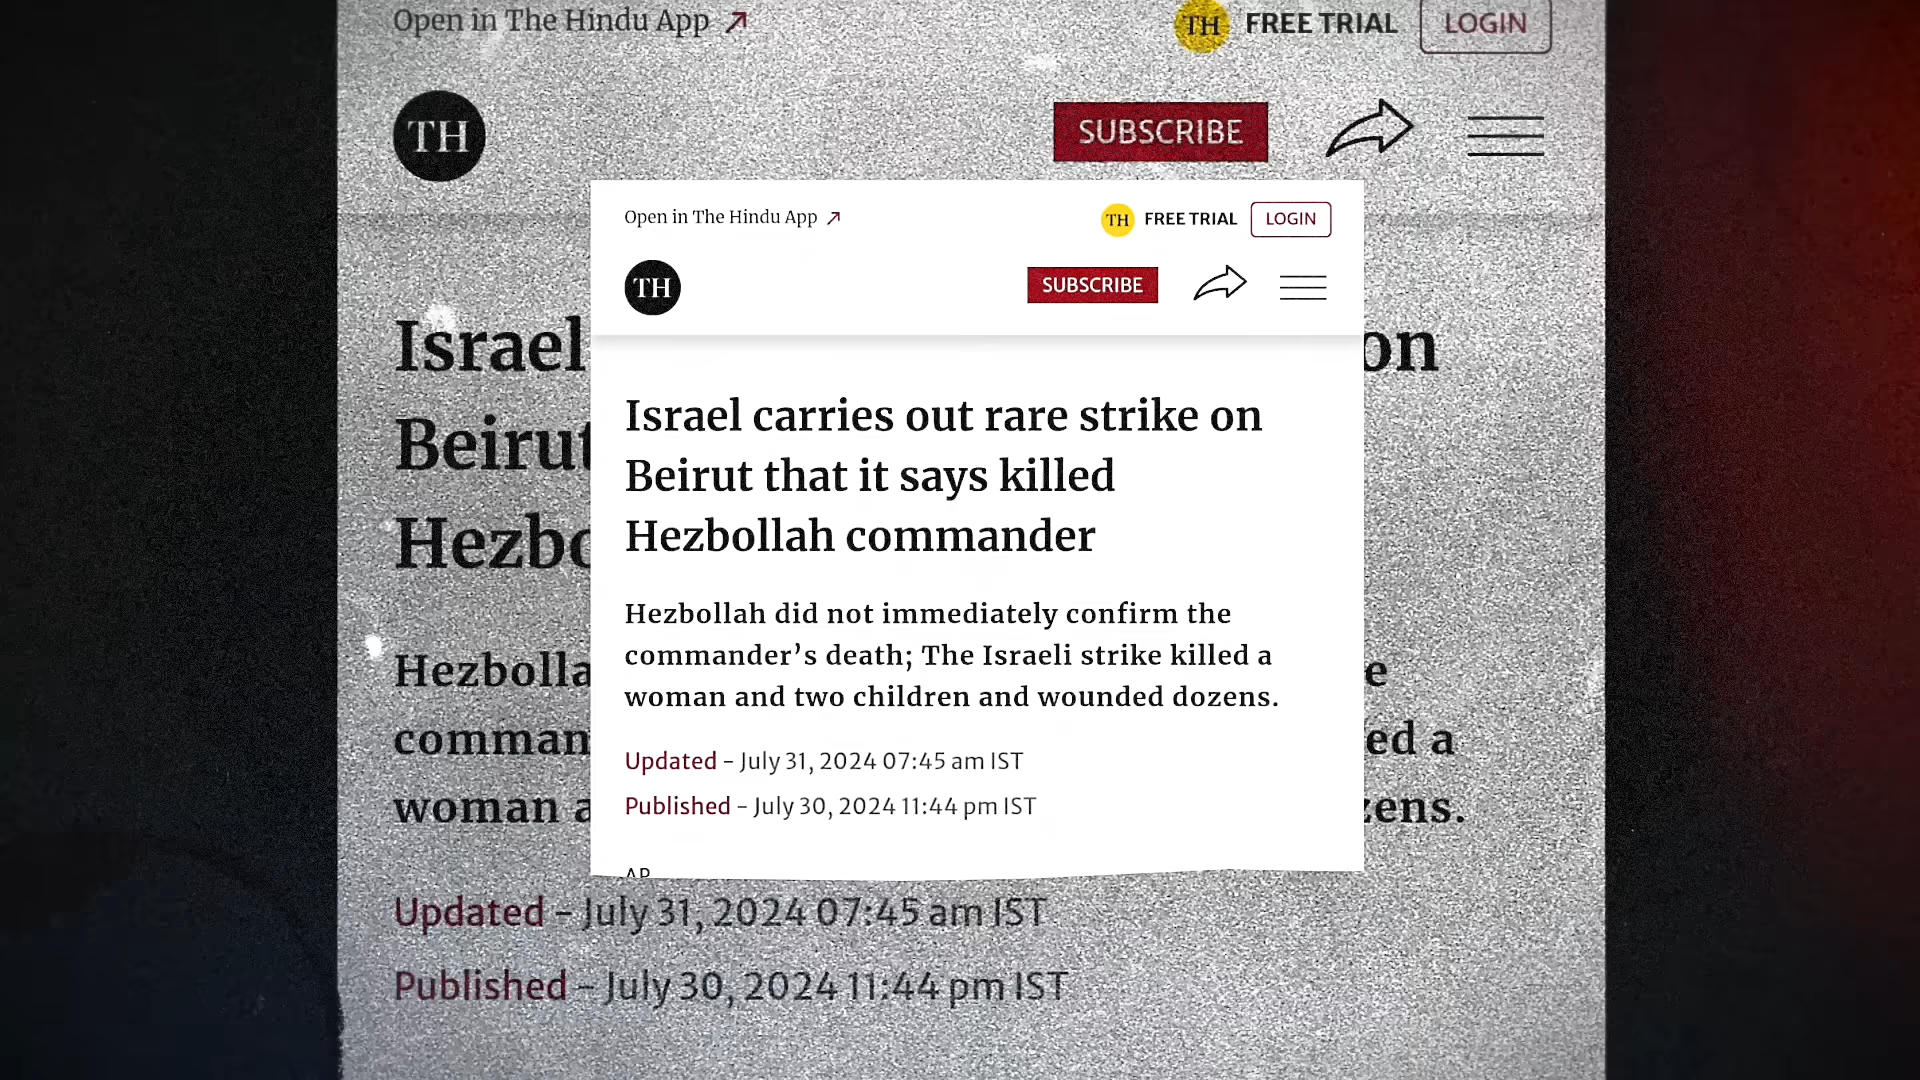 Open in The Hindu App
TH FREE TRIAL LOGIN
TH
SUBSCRIBE
Israel on
Beirut
Hezbo
Hezbolla e
comman ed a
woman a zens.
Updated - July 31, 2024 07:45 am IST
Published - July 30, 2024 11:44 pm IST
Open in The Hindu App
TH FREE TRIAL LOGIN
TH
SUBSCRIBE
Israel carries out rare strike on
Beirut that it says killed
Hezbollah commander
Hezbollah did not immediately confirm the
commander’s death; The Israeli strike killed a
woman and two children and wounded dozens.
Updated - July 31, 2024 07:45 am IST
Published - July 30, 2024 11:44 pm IST
AP